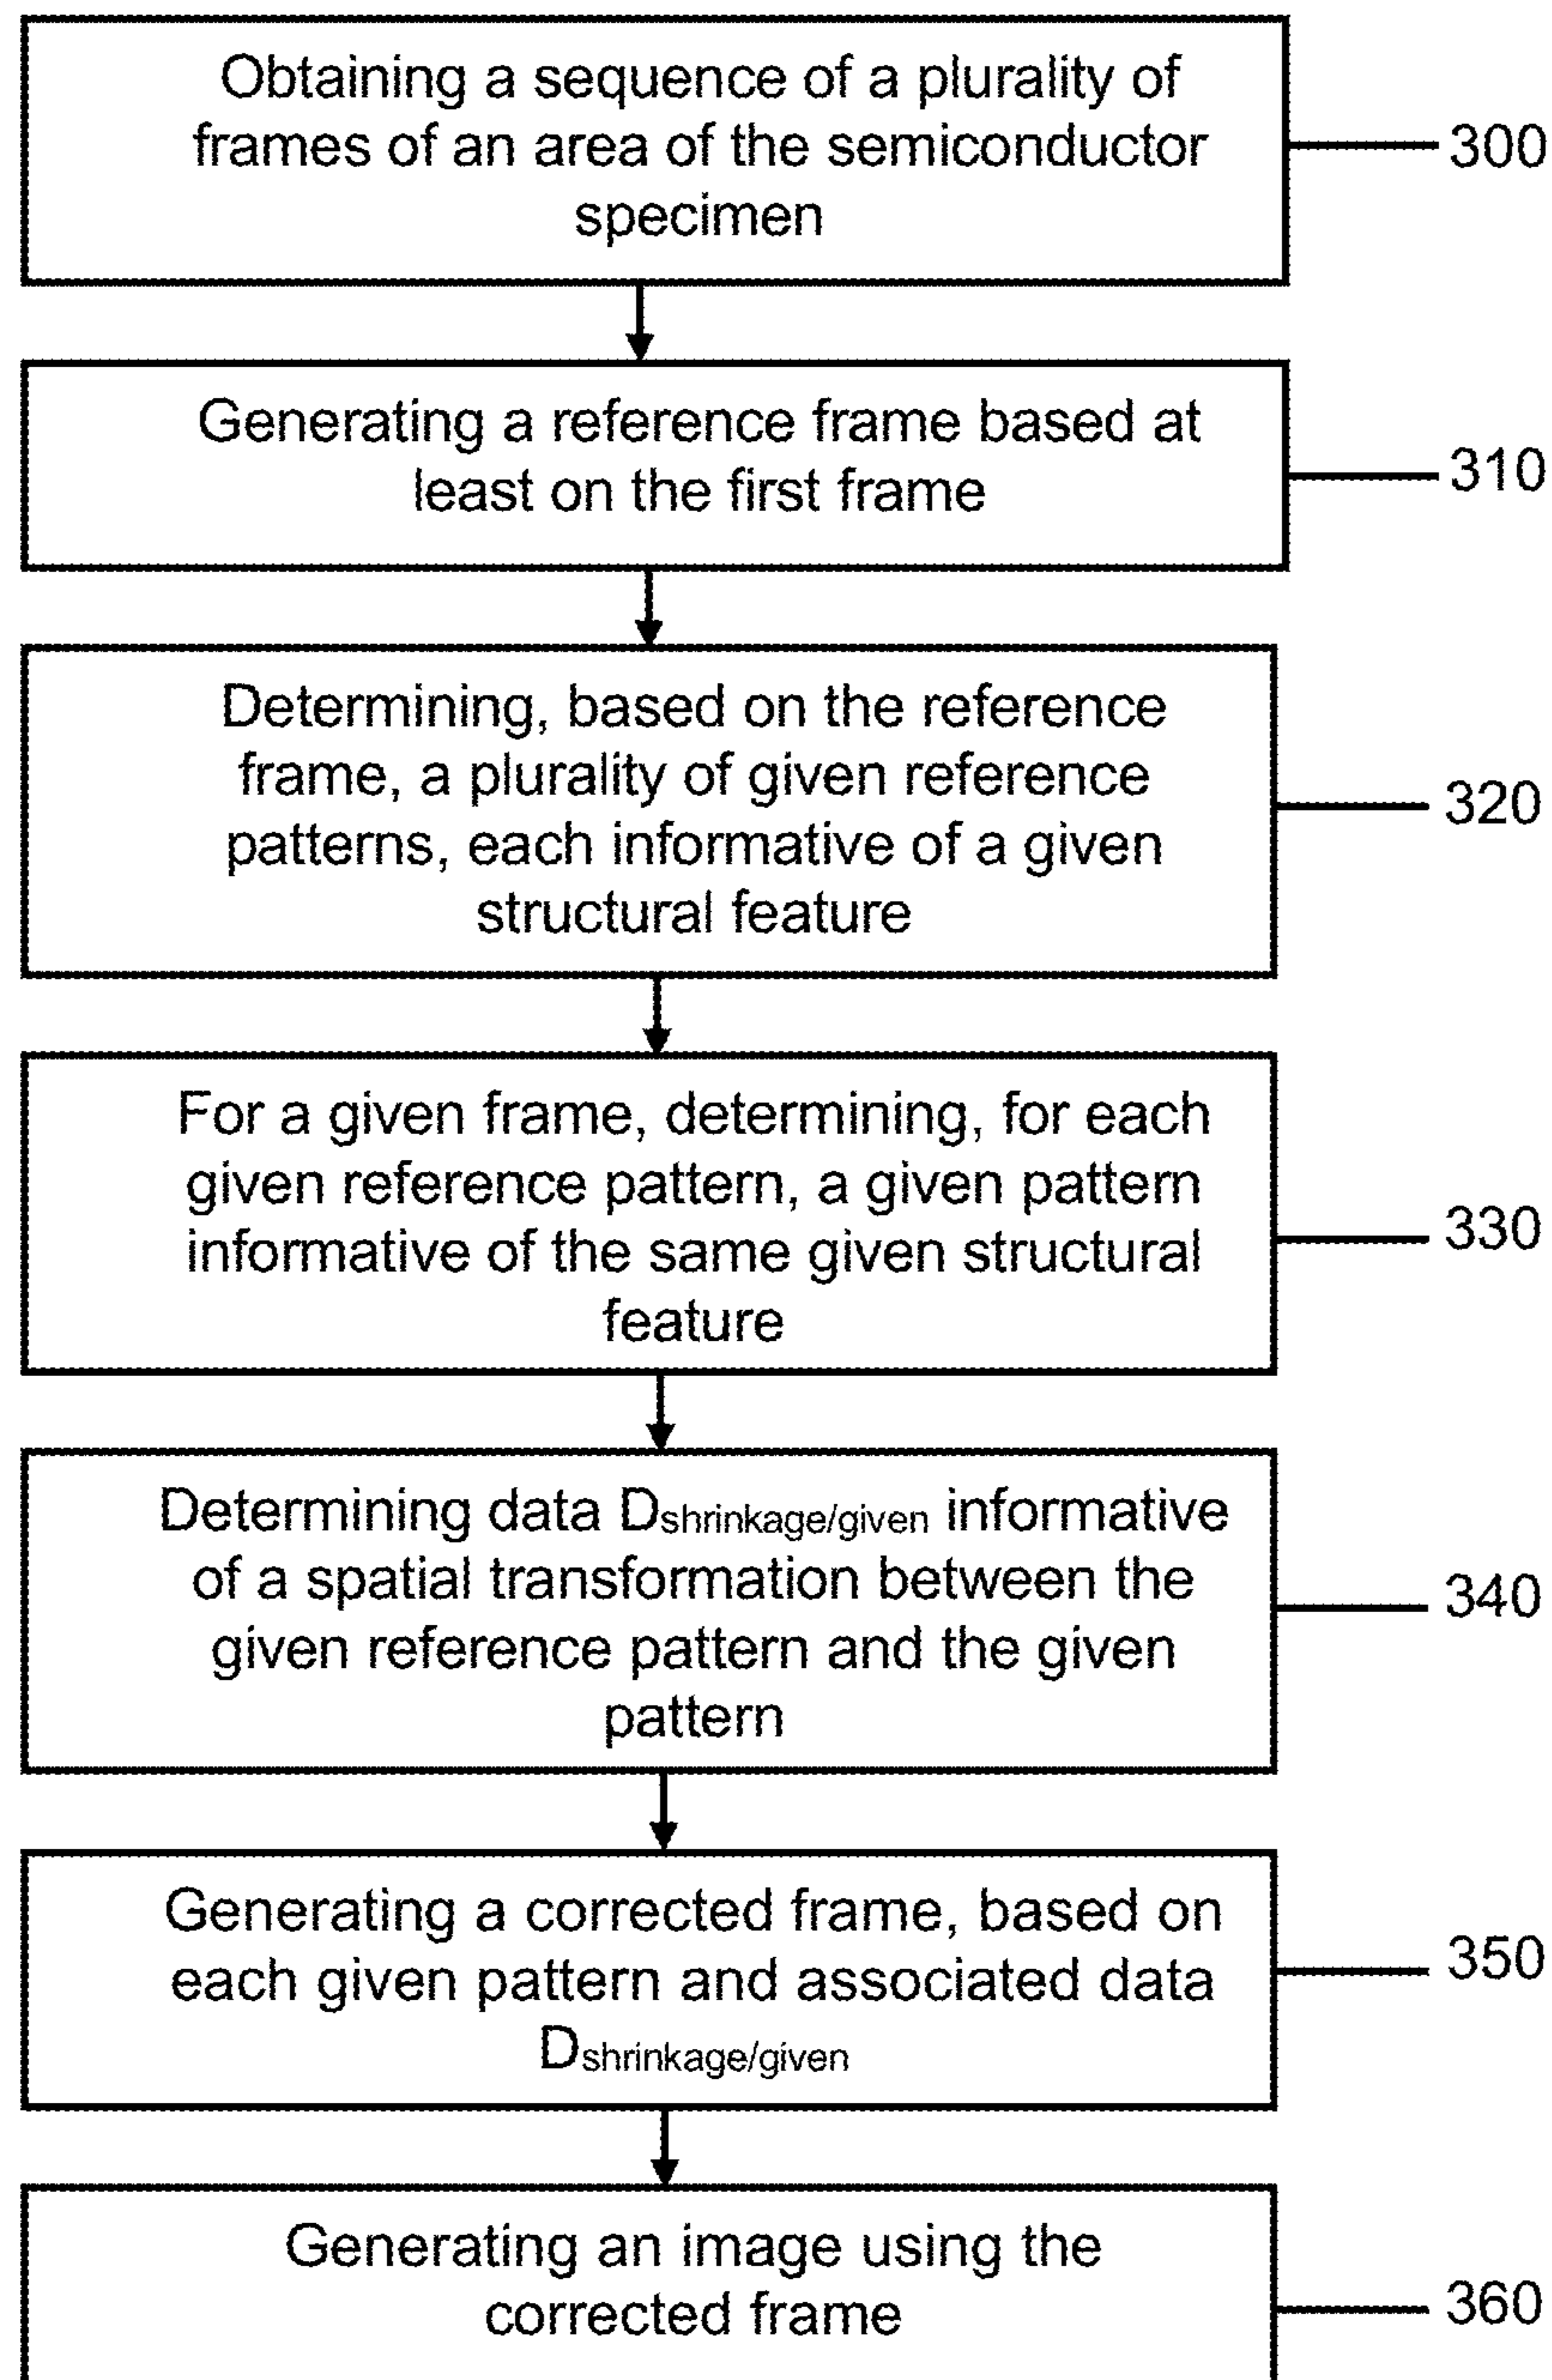 Obtaining a sequence of a plurality of
frames of an area of the semiconductor
specimen
300
Generating a reference frame based at
least on the first frame
310
Determining, based on the reference
frame, a plurality of given reference
patterns, each informative of a given
structural feature
320
For a given frame, determining, for each
given reference pattern, a given pattern
informative of the same given structural
feature
330
Determining data Dshrinkage/given informative
of a spatial transformation between the
given reference pattern and the given
pattern
340
Generating a corrected frame, based on
each given pattern and associated data
Dshrinkage/given
350
Generating an image using the
corrected frame
360